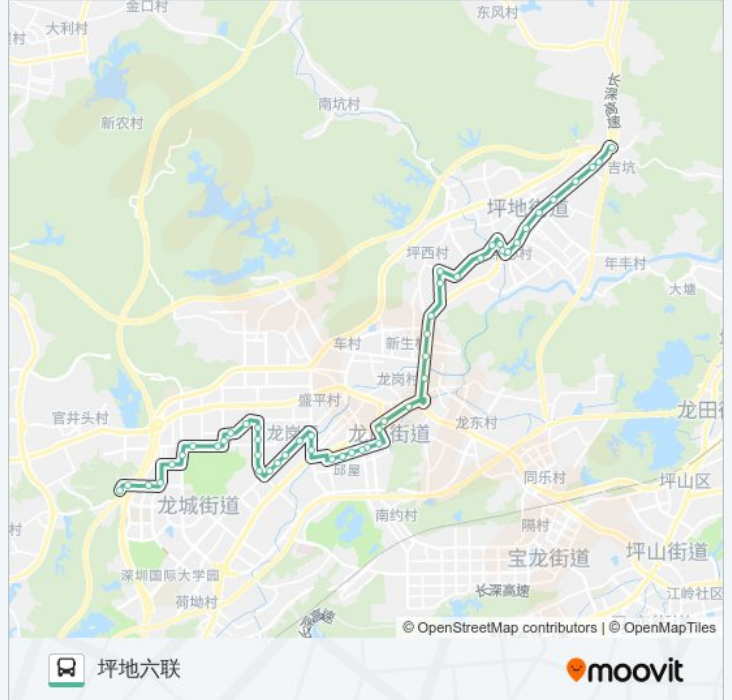 金口村
东风村
大利村
长深高速
南坑村
新农村
吉坑
坪地街道
坪西村
年丰村
大塘
车村
新生村
龙岗村
盛平村
龙田街
官井头村
龙东村
龙岗
街道
邱屋
同乐村
坪山区
龙城街道
南约村
隔村
村
宝龙街道
坪山街道
深圳国际大学园
长深高速
江岭社区
荷坳村
© OpenStreetMap contributors | © OpenMapTiles
坪地六联
moovit